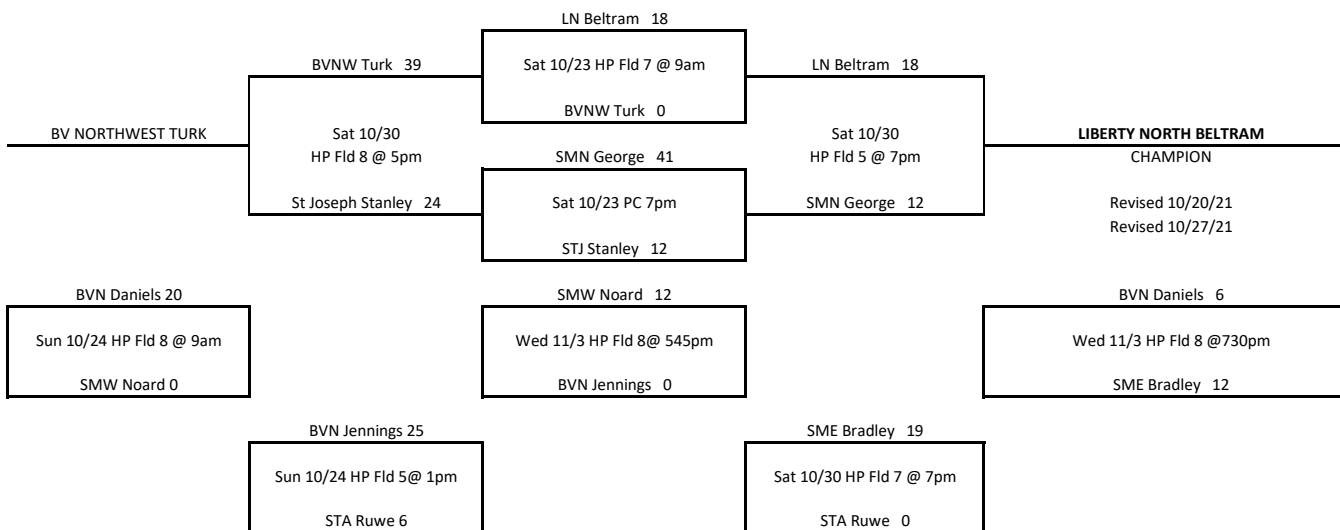 LN Beltram 18
BVNW Turk 39
Sat 10/23 HP Fld 7 @ 9am
LN Beltram 18
BVNW Turk 0
BV NORTHWEST TURK
Sat 10/30
HP Fld 8 @ 5pm
Sat 10/30
HP Fld 5 @ 7pm
LIBERTY NORTH BELTRAM
CHAMPION
SMN George 41
St Joseph Stanley 24
Sat 10/23 PC 7pm
SMN George 12
Revised 10/20/21
Revised 10/27/21
STJ Stanley 12
BVN Daniels 20
Sun 10/24 HP Fld 8 @ 9am
SMW Noard 0
SMW Noard 12
Wed 11/3 HP Fld 8@ 545pm
BVN Jennings 0
BVN Daniels 6
Wed 11/3 HP Fld 8 @730pm
SME Bradley 12
BVN Jennings 25
Sun 10/24 HP Fld 5@ 1pm
STA Ruwe 6
SME Bradley 19
Sat 10/30 HP Fld 7 @ 7pm
STA Ruwe 0